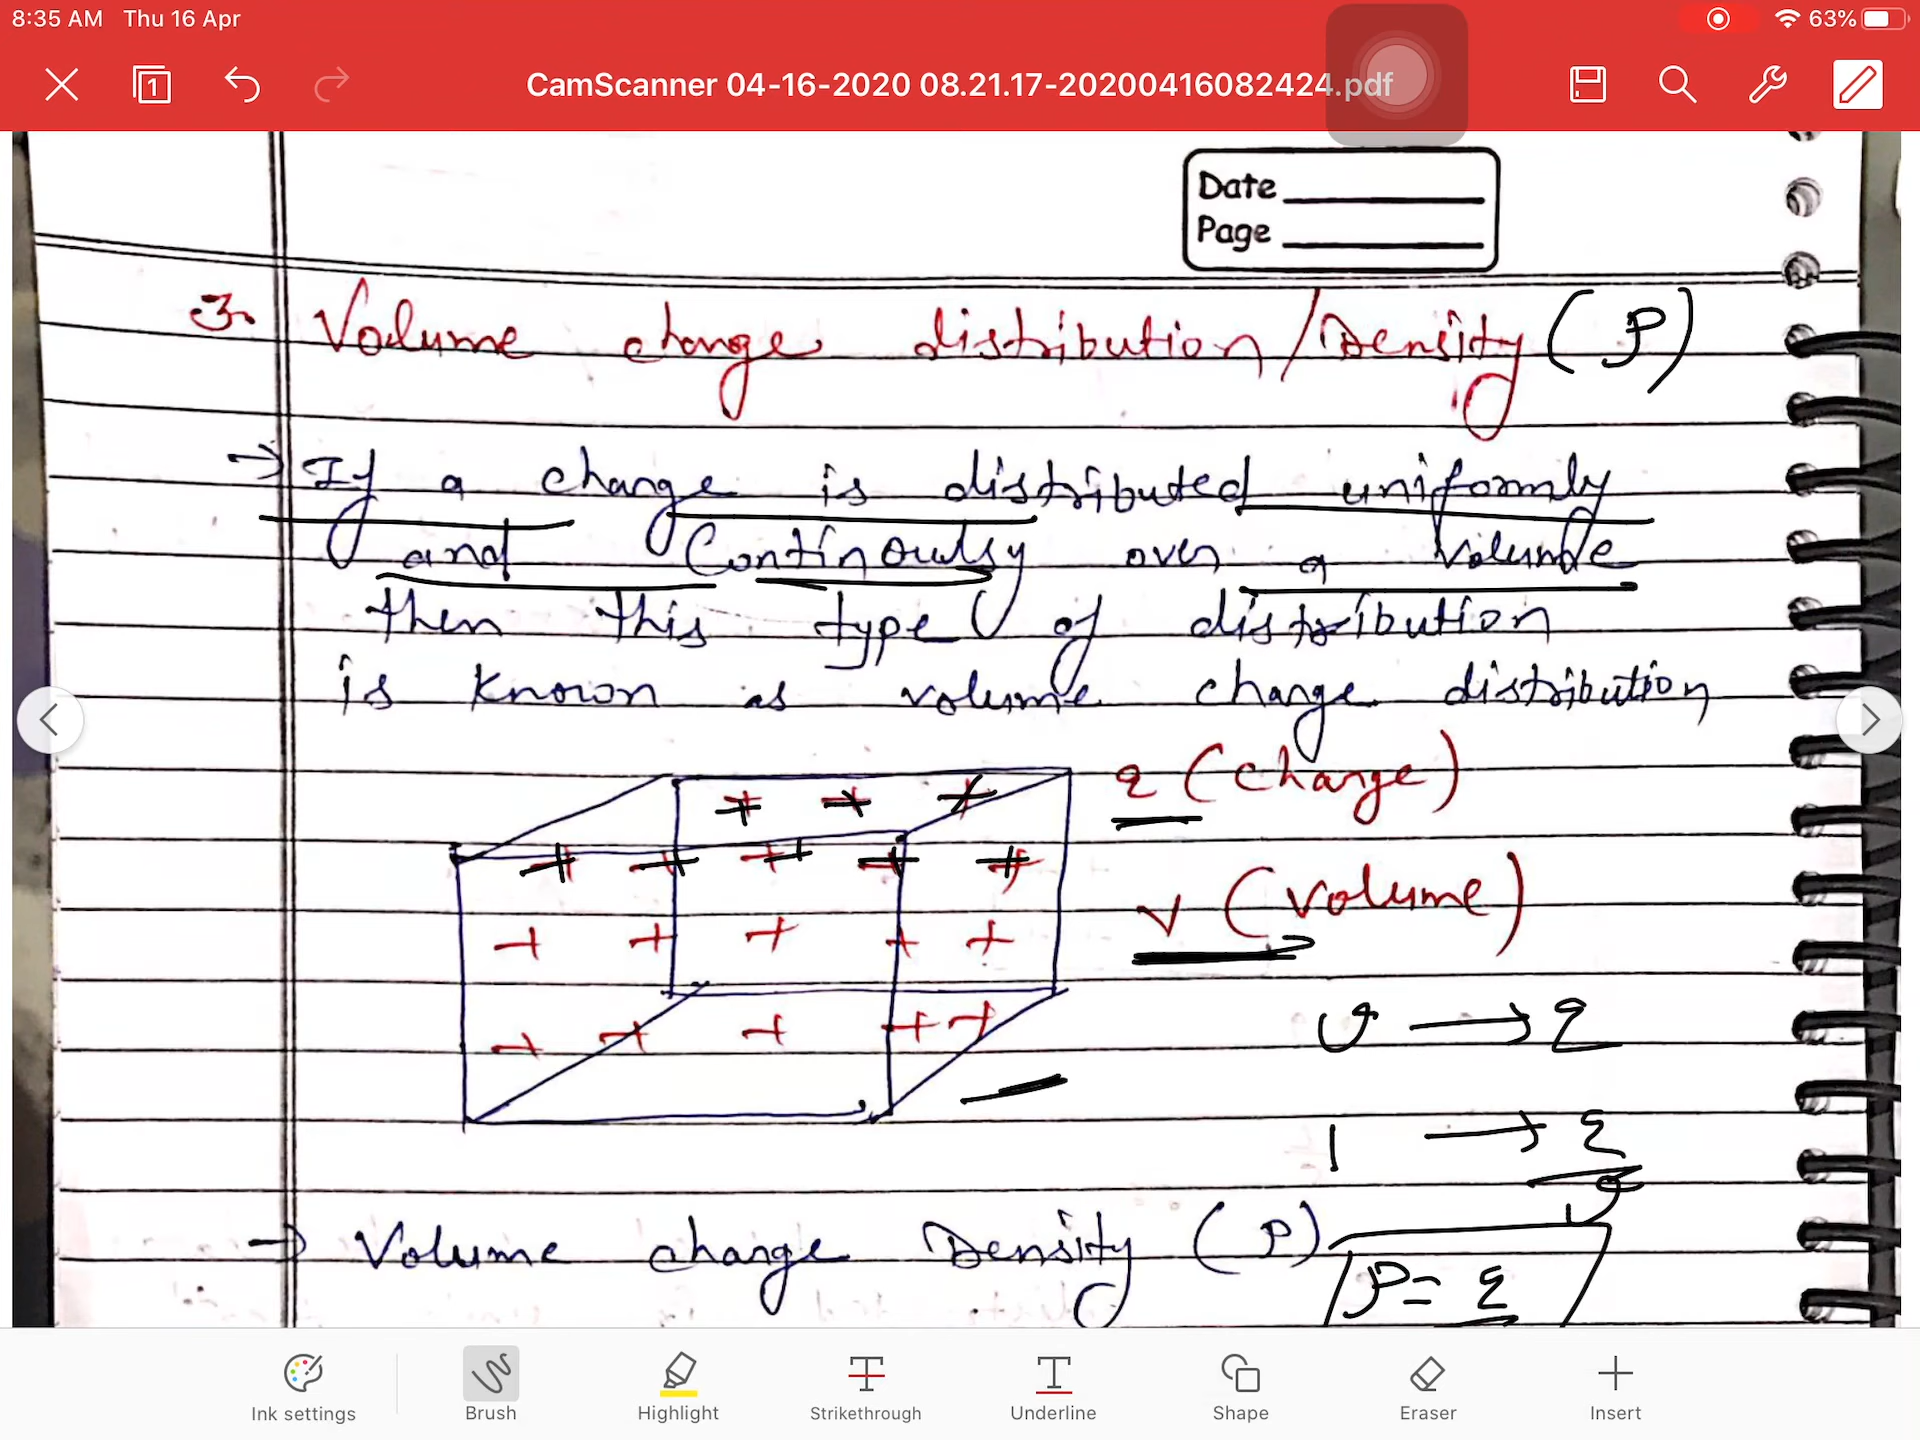 8:35 AM Thu 16 Apr
63%
1
CamScanner 04-16-2020 08.21.17-20200416082424.pdf
Date
Page
3. Volume charge distribution/Density (ρ)
→ If a charge is distributed uniformly
and Continoulsy over a volume
then this type of distribution
is known as volume charge distribution
q (charge)
v (volume)
v → q
1 → q
v
→ Volume charge Density (ρ)
ρ = q
Ink settings Brush Highlight Strikethrough Underline Shape Eraser Insert